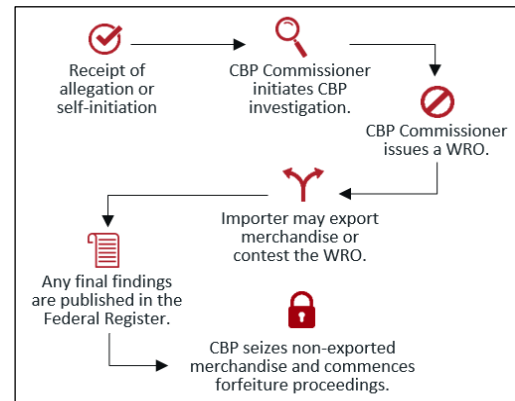 Receipt of
allegation or
self-initiation
CBP Commissioner
initiates CBP
investigation.
CBP Commissioner
issues a WRO.
Importer may export
merchandise or
contest the WRO.
Any final findings
are published in the
Federal Register.
CBP seizes non-exported
merchandise and commences
forfeiture proceedings.